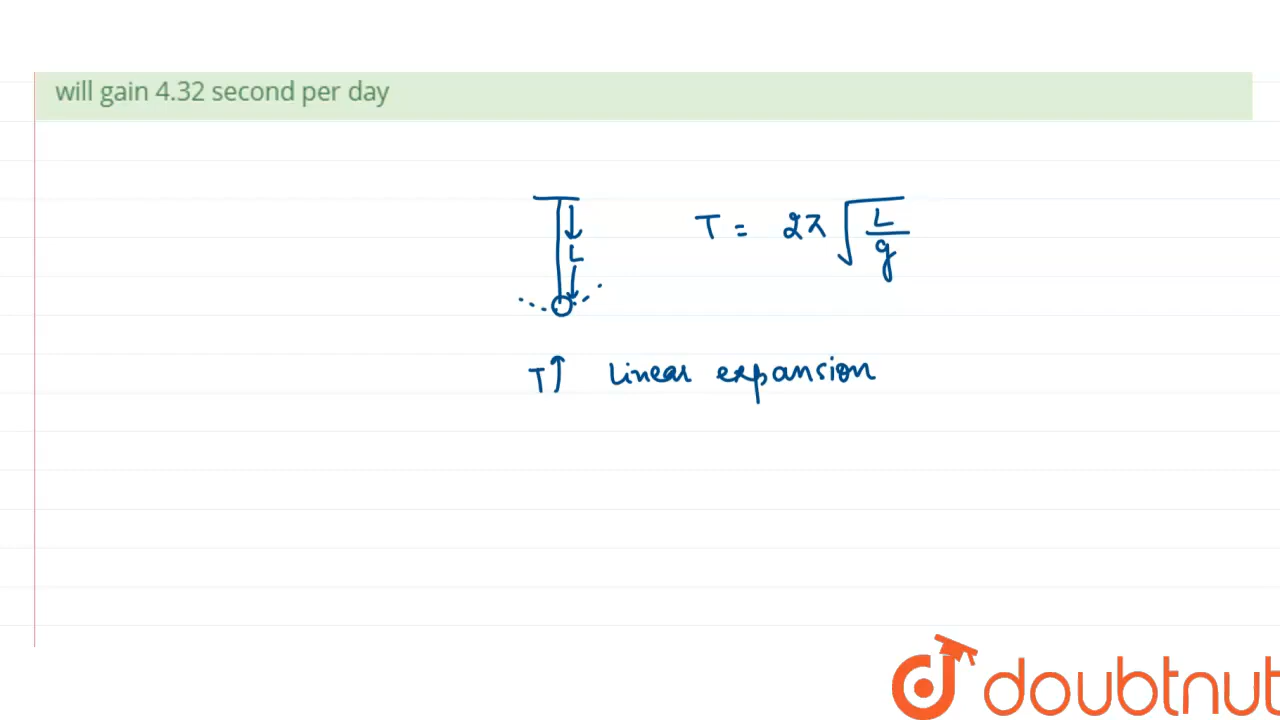 will gain 4.32 second per day
T = 2π √(L/g)
L
T↑ Linear expansion
doubtnut